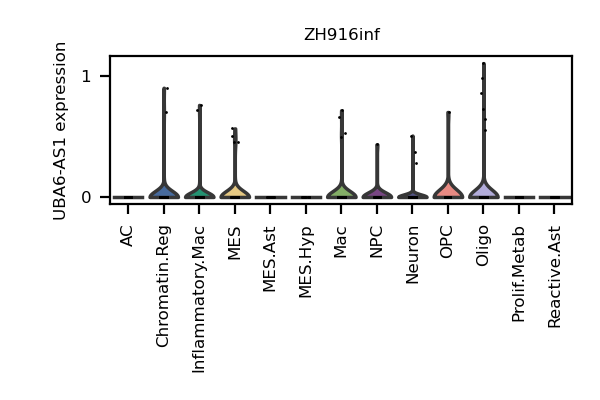 ZH916inf
UBA6-AS1 expression
1
0
AC
Chromatin.Reg
Inflammatory.Mac
MES
MES.Ast
MES.Hyp
Mac
NPC
Neuron
OPC
Oligo
Prolif.Metab
Reactive.Ast